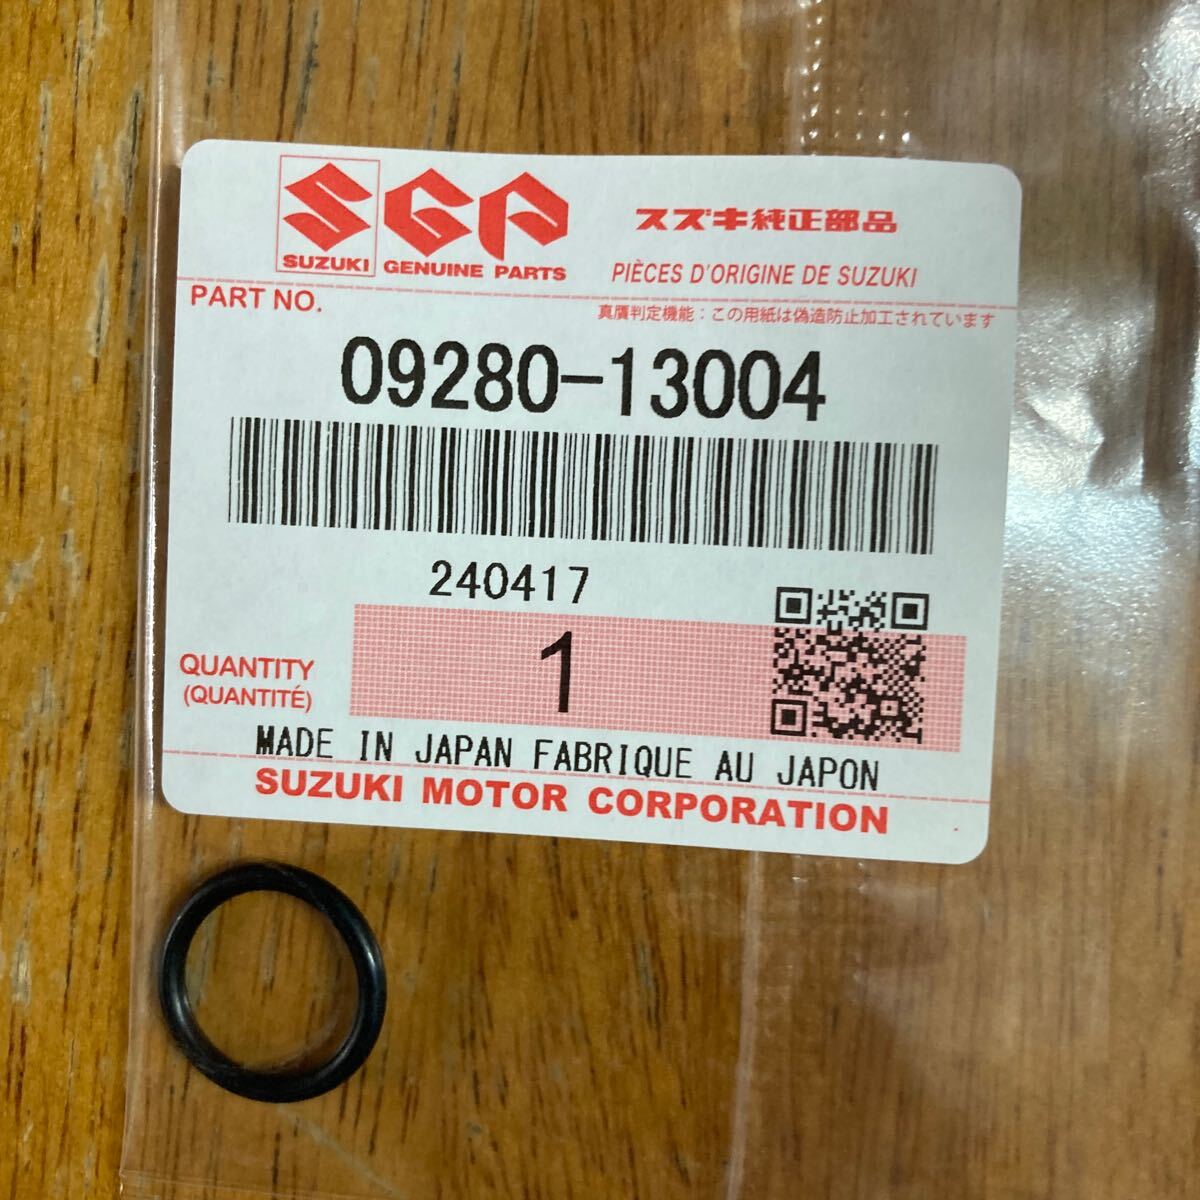 SGP
SUZUKI GENUINE PARTS
スズキ純正部品
PIÈCES D'ORIGINE DE SUZUKI
PART NO.
真贋判定機能：この用紙は偽造防止加工されています
09280-13004
240417
QUANTITY
(QUANTITÉ)
1
MADE IN JAPAN FABRIQUE AU JAPON
SUZUKI MOTOR CORPORATION